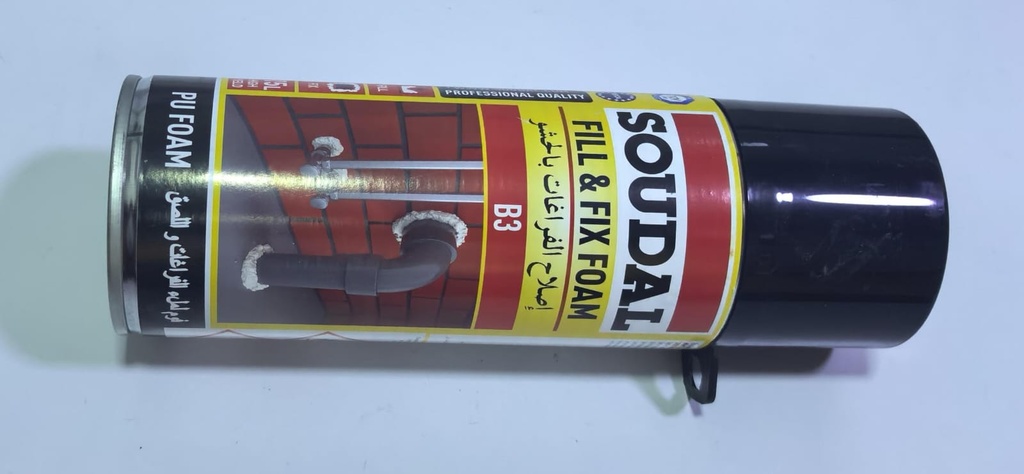 PROFESSIONAL QUALITY
SOUDAL
FILL & FIX FOAM
إصلاح الفراغات بالحشو
B3
PU FOAM